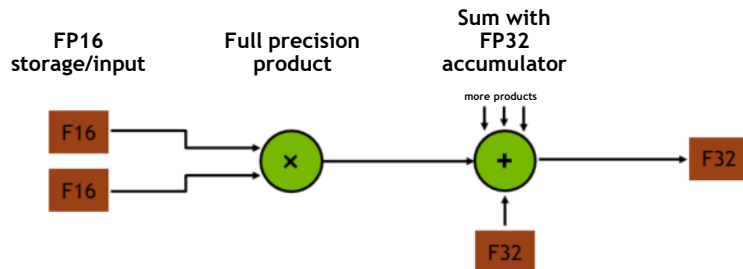 FP16
storage/input
Full precision
product
Sum with
FP32
accumulator
more products
F16
F16
×
+
F32
F32